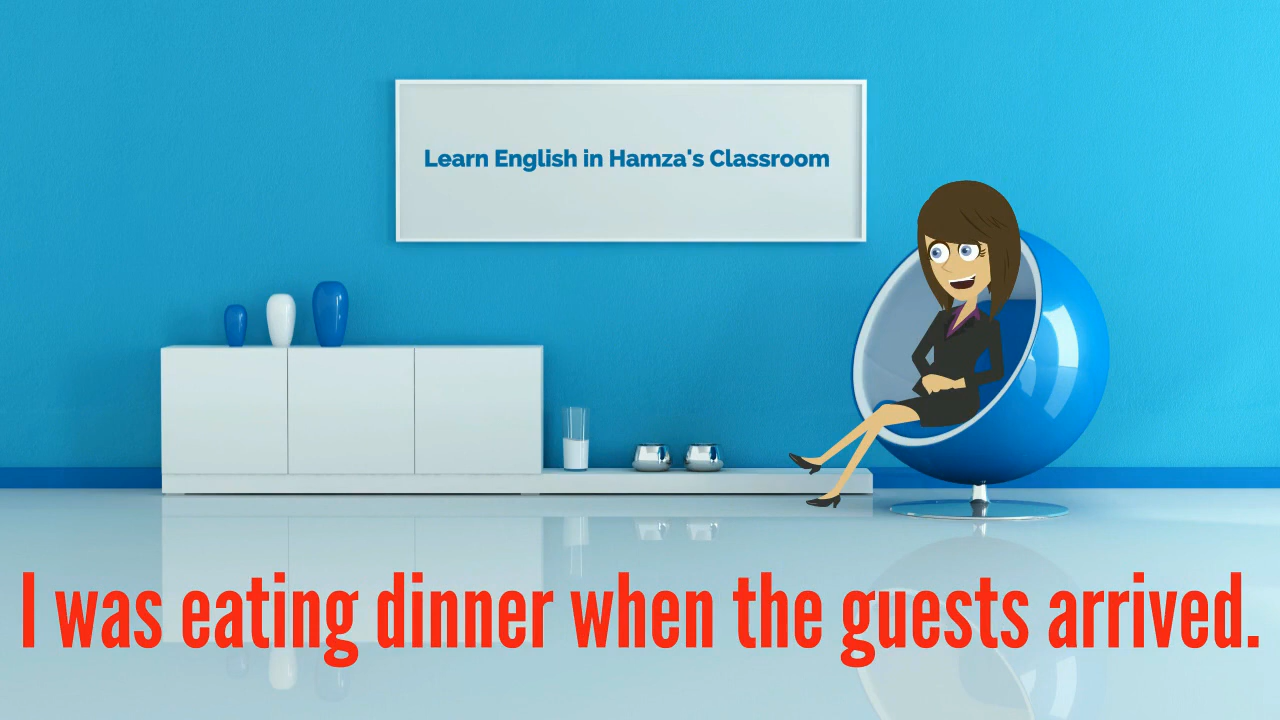 Learn English in Hamza's Classroom
I was eating dinner when the guests arrived.